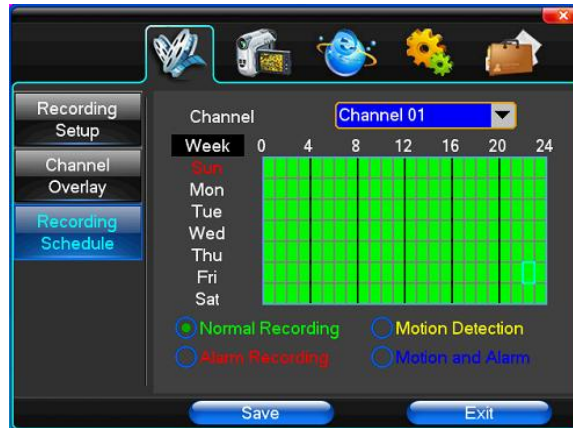 Recording
Setup
Channel
Overlay
Recording
Schedule
Channel Channel 01
Week 0 4 8 12 16 20 24
Sun
Mon
Tue
Wed
Thu
Fri
Sat
Normal Recording Motion Detection
Alarm Recording Motion and Alarm
Save Exit